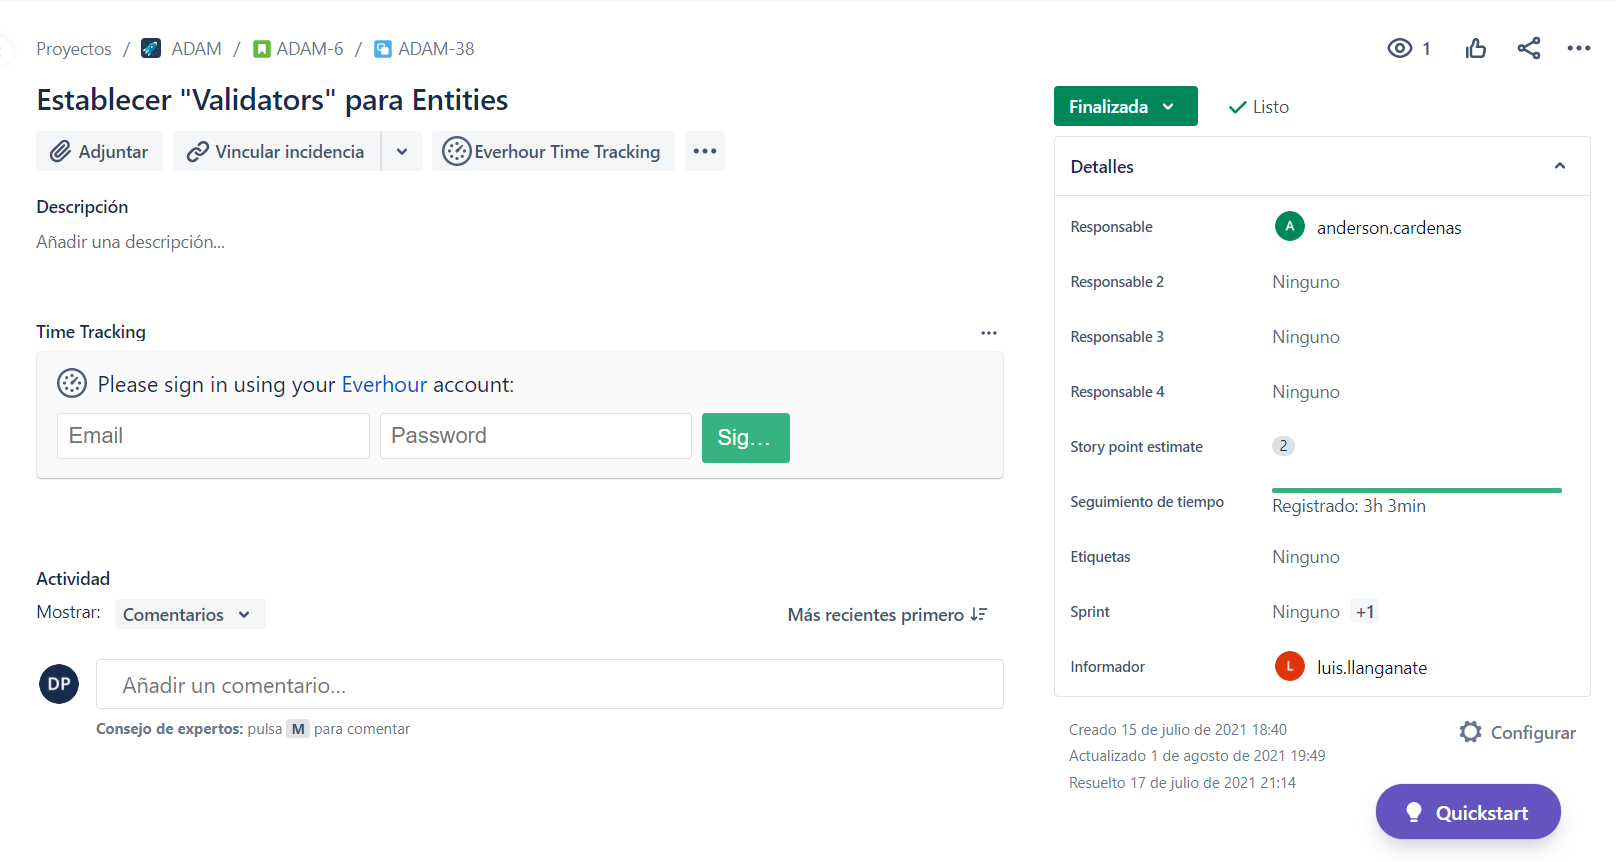 Proyectos / ADAM / ADAM-6 / ADAM-38
1
Establecer "Validators" para Entities
Adjuntar
Vincular incidencia
Everhour Time Tracking
Descripción
Añadir una descripción...
Time Tracking
Please sign in using your Everhour account:
Email
Password
Sig...
Actividad
Mostrar:
Comentarios
Más recientes primero
DP
Añadir un comentario...
Consejo de expertos: pulsa M para comentar
Finalizada
Listo
Detalles
Responsable
A
anderson.cardenas
Responsable 2
Ninguno
Responsable 3
Ninguno
Responsable 4
Ninguno
Story point estimate
2
Seguimiento de tiempo
Registrado: 3h 3min
Etiquetas
Ninguno
Sprint
Ninguno +1
Informador
L
luis.llanganate
Creado 15 de julio de 2021 18:40
Actualizado 1 de agosto de 2021 19:49
Resuelto 17 de julio de 2021 21:14
Configurar
Quickstart